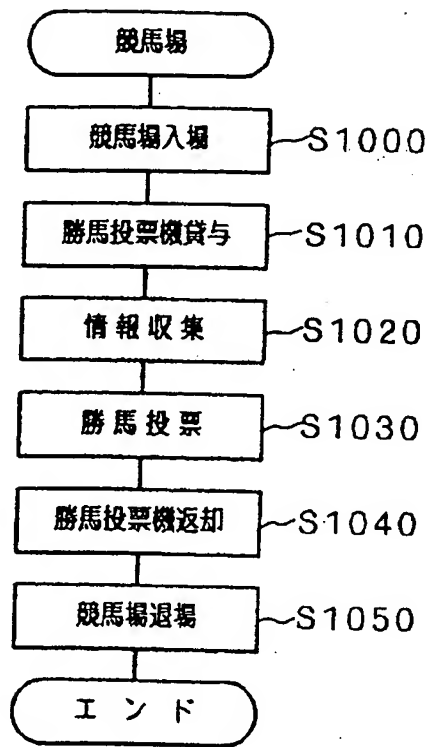 競馬場
競馬場入場 S1000
勝馬投票機貸与 S1010
情報収集 S1020
勝馬投票 S1030
勝馬投票機返却 S1040
競馬場退場 S1050
エンド